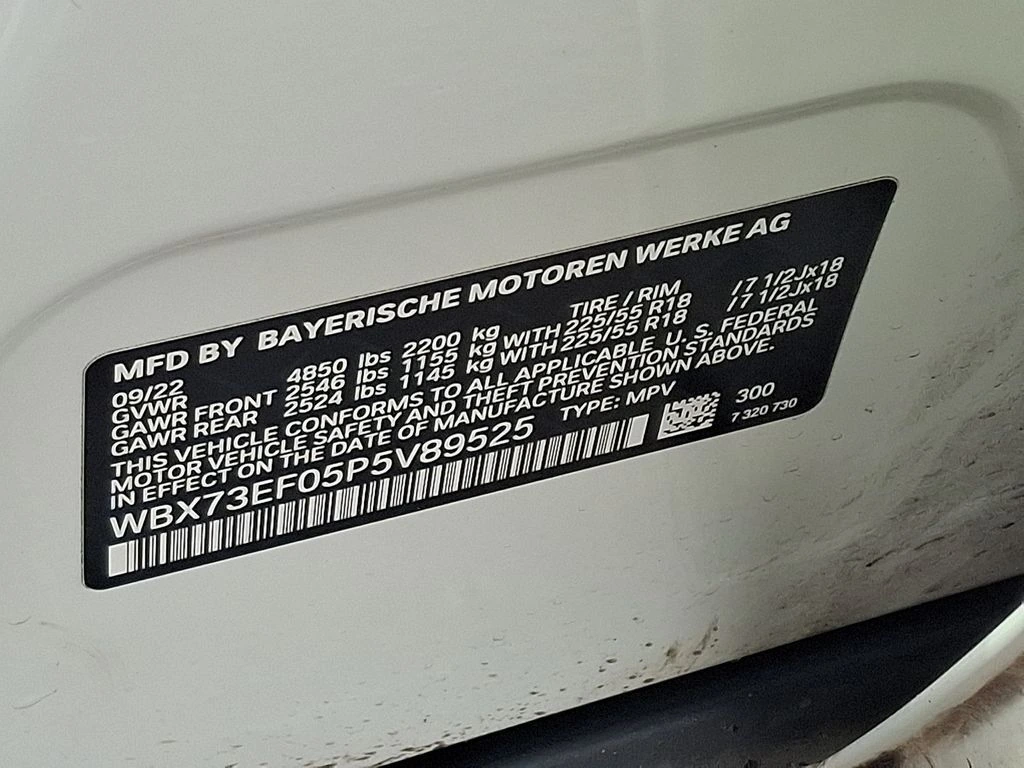 MFD BY BAYERISCHE MOTOREN WERKE AG
09/22 TIRE / RIM
GVWR 4850 lbs 2200 kg
GAWR FRONT 2546 lbs 1155 kg WITH 225/55 R18 / 7 1/2Jx18
GAWR REAR 2524 lbs 1145 kg WITH 225/55 R18 / 7 1/2Jx18
THIS VEHICLE CONFORMS TO ALL APPLICABLE U. S. FEDERAL
MOTOR VEHICLE SAFETY AND THEFT PREVENTION STANDARDS
IN EFFECT ON THE DATE OF MANUFACTURE SHOWN ABOVE.
WBX73EF05P5V89525 TYPE: MPV
300
7 320 730